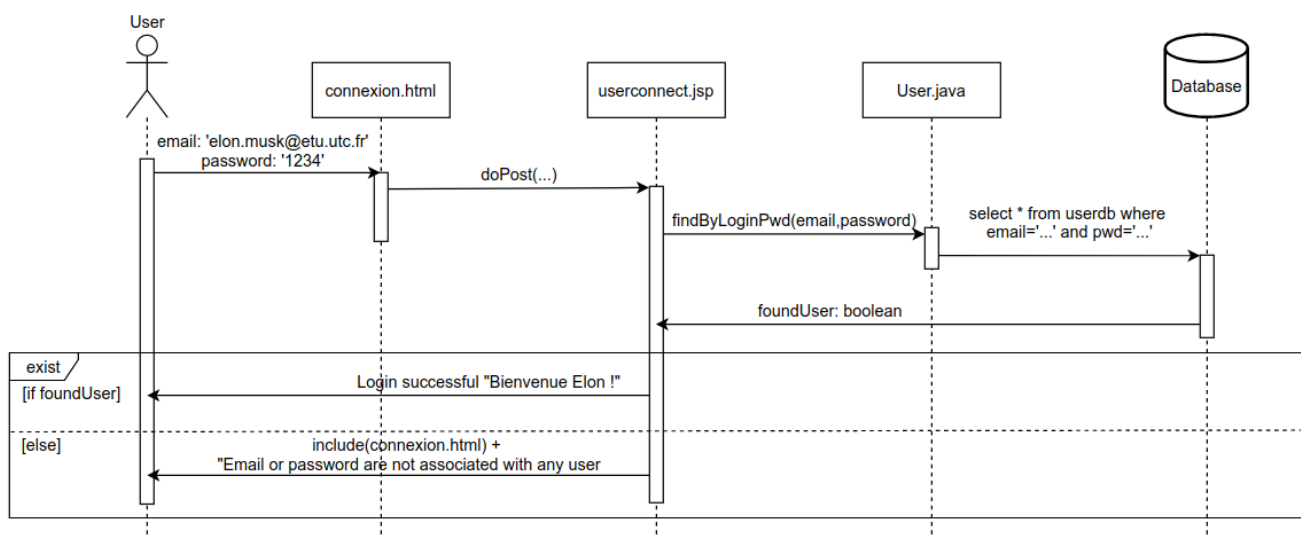 User
connexion.html
userconnect.jsp
User.java
Database
email: 'elon.musk@etu.utc.fr'
password: '1234'
doPost(...)
findByLoginPwd(email,password)
select * from userdb where
email='...' and pwd='...'
foundUser: boolean
exist
[if foundUser]
Login successful "Bienvenue Elon !"
[else]
include(connexion.html) +
"Email or password are not associated with any user